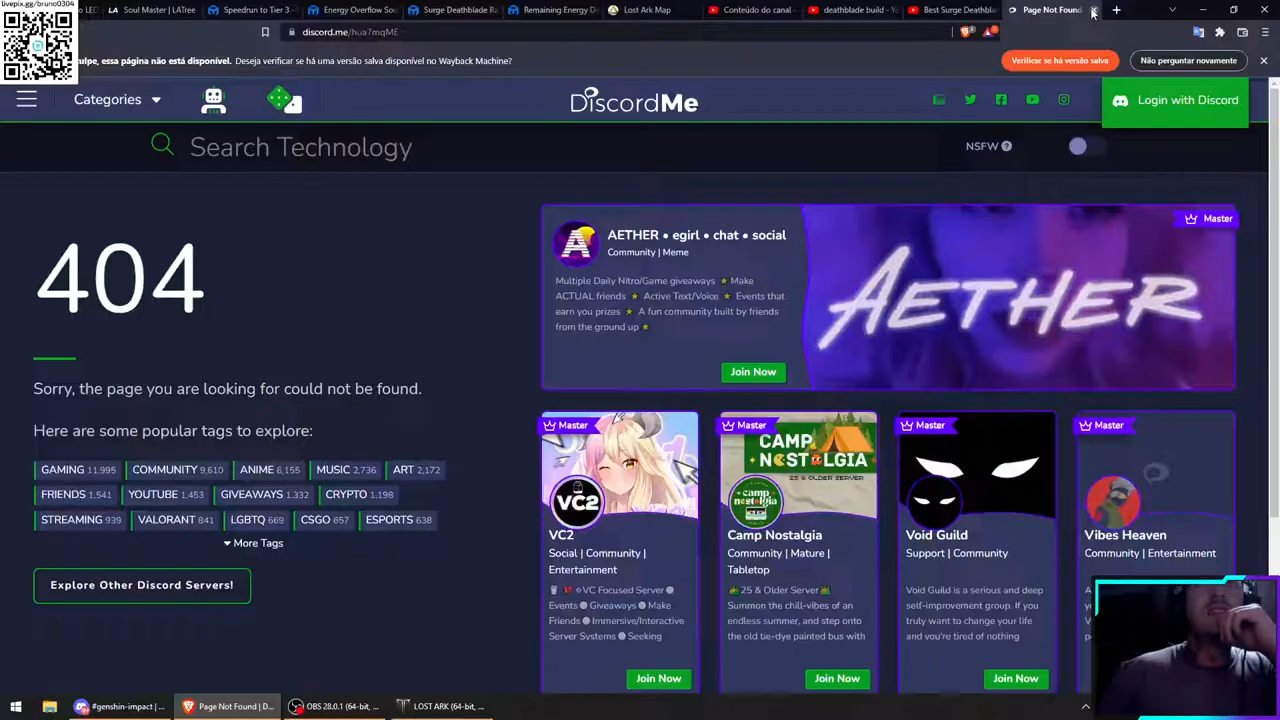 livepix.gg/bruno0304
Soul Master | LATree
Speedrun to Tier 3 -
Energy Overflow Sou
Surge Deathblade Ra
Remaining Energy De
Lost Ark Map
Conteúdo do canal -
deathblade build - Yo
Best Surge Deathblad
Page Not Found
discord.me/hua7mqME
ulpe, essa página não está disponível. Deseja verificar se há uma versão salva disponível no Wayback Machine?
Verificar se há versão salva
Não perguntar novamente
Categories
DiscordMe
Login with Discord
Search Technology
NSFW
404
Sorry, the page you are looking for could not be found.
Here are some popular tags to explore:
GAMING 11,995
COMMUNITY 9,610
ANIME 6,155
MUSIC 2,736
ART 2,172
FRIENDS 1,541
YOUTUBE 1,453
GIVEAWAYS 1,332
CRYPTO 1,198
STREAMING 939
VALORANT 841
LGBTQ 669
CSGO 657
ESPORTS 638
More Tags
Explore Other Discord Servers!
Master
AETHER • egirl • chat • social
Community | Meme
Multiple Daily Nitro/Game giveaways ★ Make
ACTUAL friends ★ Active Text/Voice ★ Events that
earn you prizes ★ A fun community built by friends
from the ground up ★
Join Now
AETHER
Master
VC2
VC2
Social | Community |
Entertainment
VC Focused Server
Events Giveaways Make
Friends Immersive/Interactive
Server Systems Seeking
Join Now
Master
CAMP
NOSTALGIA
25 & OLDER SERVER
camp
nostalgia
Camp Nostalgia
Community | Mature |
Tabletop
25 & Older Server
Summon the chill-vibes of an
endless summer, and step onto
the old tie-dye painted bus with
Join Now
Master
Void Guild
Support | Community
Void Guild is a serious and deep
self-improvement group. If you
truly want to change your life
and you're tired of nothing
Join Now
Master
Vibes Heaven
Community | Entertainment
#genshin-impact | ...
Page Not Found | D...
OBS 28.0.1 (64-bit, ...
LOST ARK (64-bit, ...